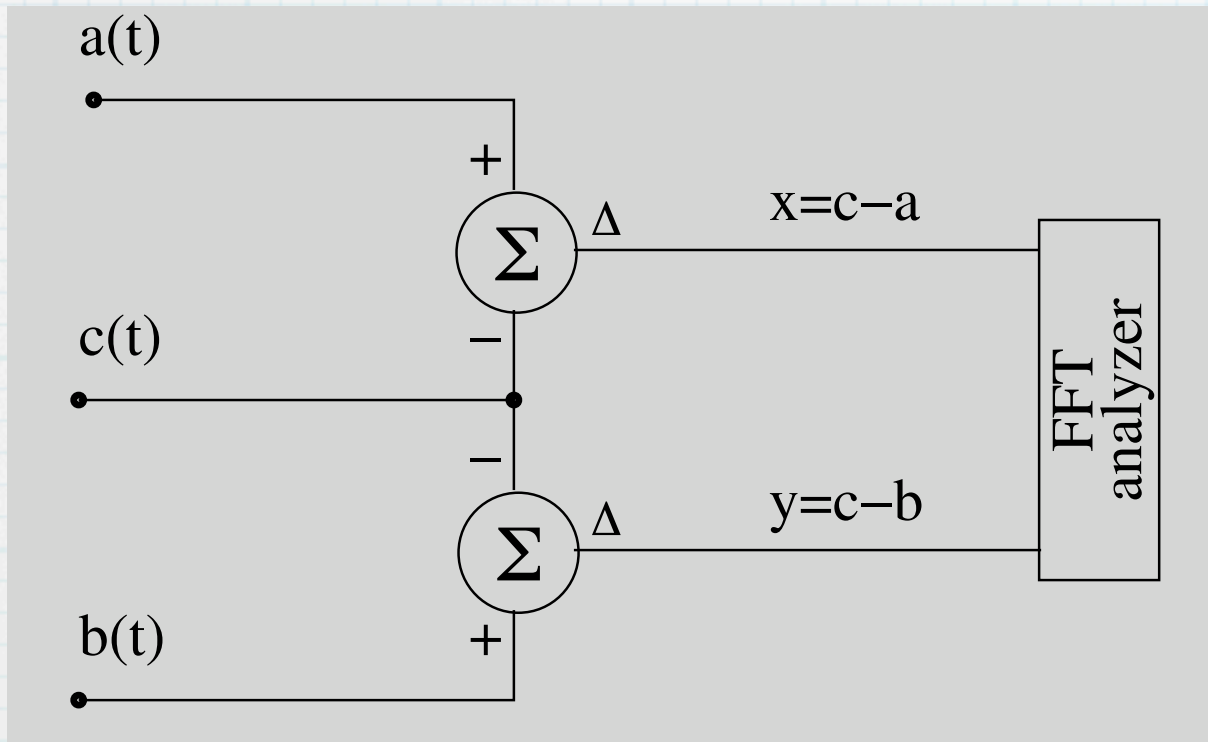 a(t)
+
Σ
Δ
x=c−a
−
c(t)
−
Σ
Δ
y=c−b
b(t)
+
FFT
analyzer